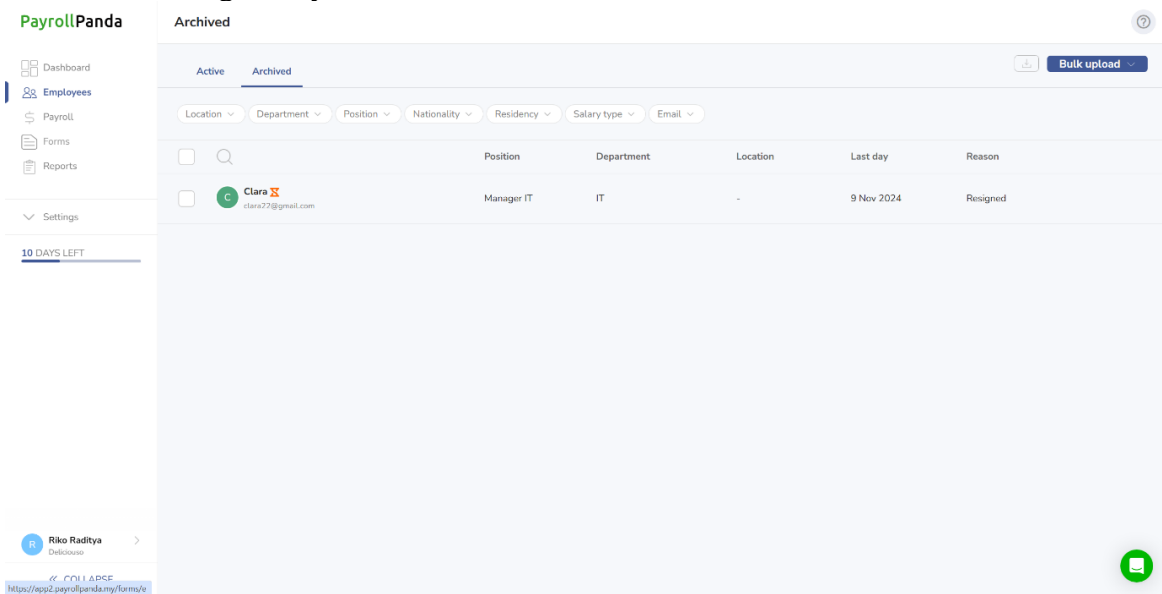 PayrollPanda
Archived
Dashboard
Employees
Payroll
Forms
Reports
Settings
10 DAYS LEFT
Active Archived
Bulk upload
Location Department Position Nationality Residency Salary type Email
Position Department Location Last day Reason
C Clara Manager IT IT - 9 Nov 2024 Resigned
clara22@gmail.com
R Riko Raditya
Deliciouso
COLLAPSE
https://app2.payrollpanda.my/forms/e